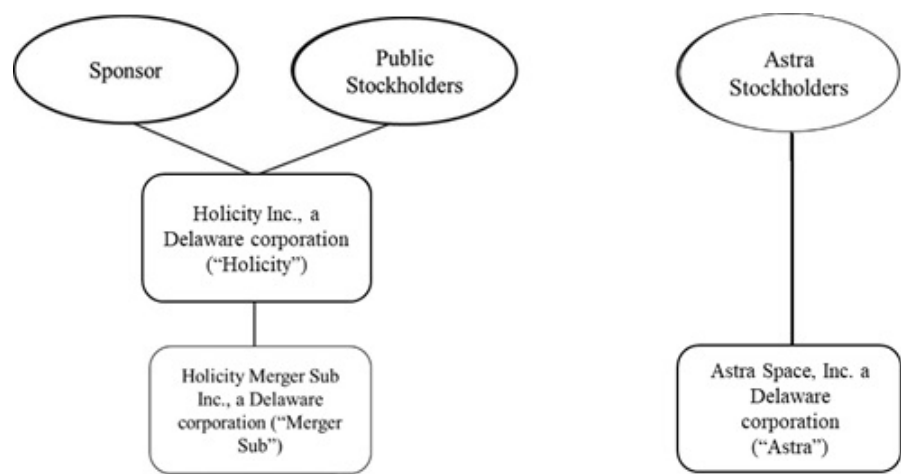 Sponsor
Public
Stockholders
Astra
Stockholders
Holicity Inc., a
Delaware corporation
(“Holicity”)
Holicity Merger Sub
Inc., a Delaware
corporation (“Merger
Sub”)
Astra Space, Inc. a
Delaware
corporation
(“Astra”)